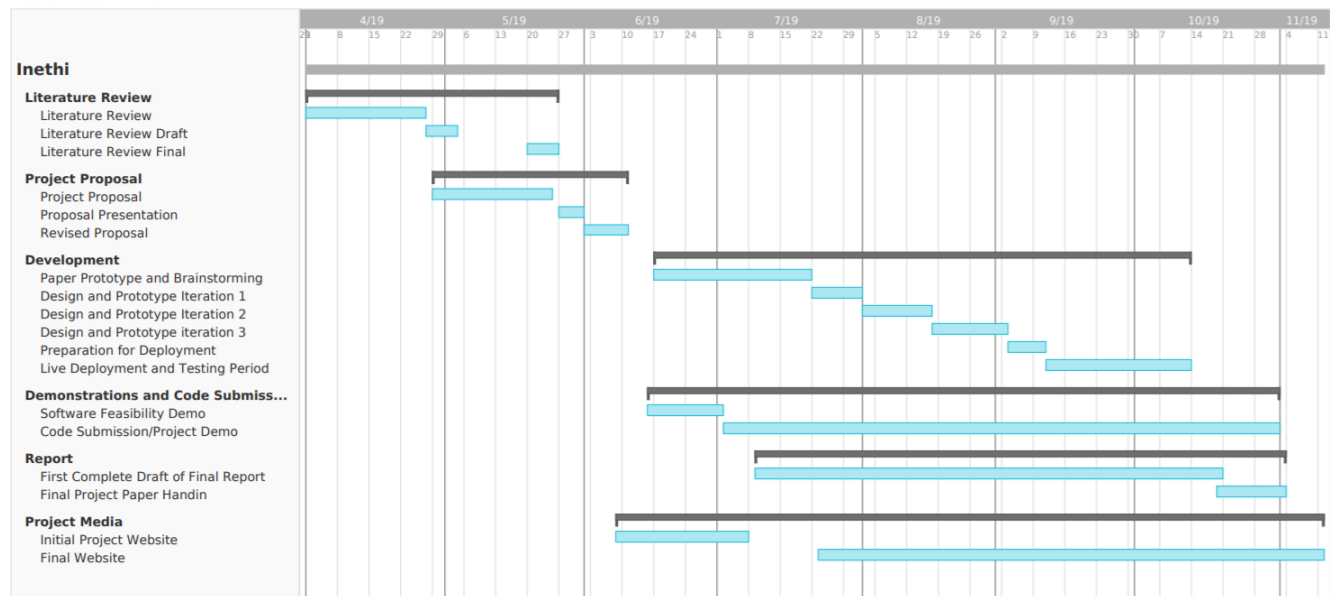 4/19 5/19 6/19 7/19 8/19 9/19 10/19 11/19
1 8 15 22 29 6 13 20 27 3 10 17 24 1 8 15 22 29 5 12 19 26 2 9 16 23 30 7 14 21 28 4 11
Inethi
Literature Review
Literature Review
Literature Review Draft
Literature Review Final
Project Proposal
Project Proposal
Proposal Presentation
Revised Proposal
Development
Paper Prototype and Brainstorming
Design and Prototype Iteration 1
Design and Prototype Iteration 2
Design and Prototype iteration 3
Preparation for Deployment
Live Deployment and Testing Period
Demonstrations and Code Submiss...
Software Feasibility Demo
Code Submission/Project Demo
Report
First Complete Draft of Final Report
Final Project Paper Handin
Project Media
Initial Project Website
Final Website